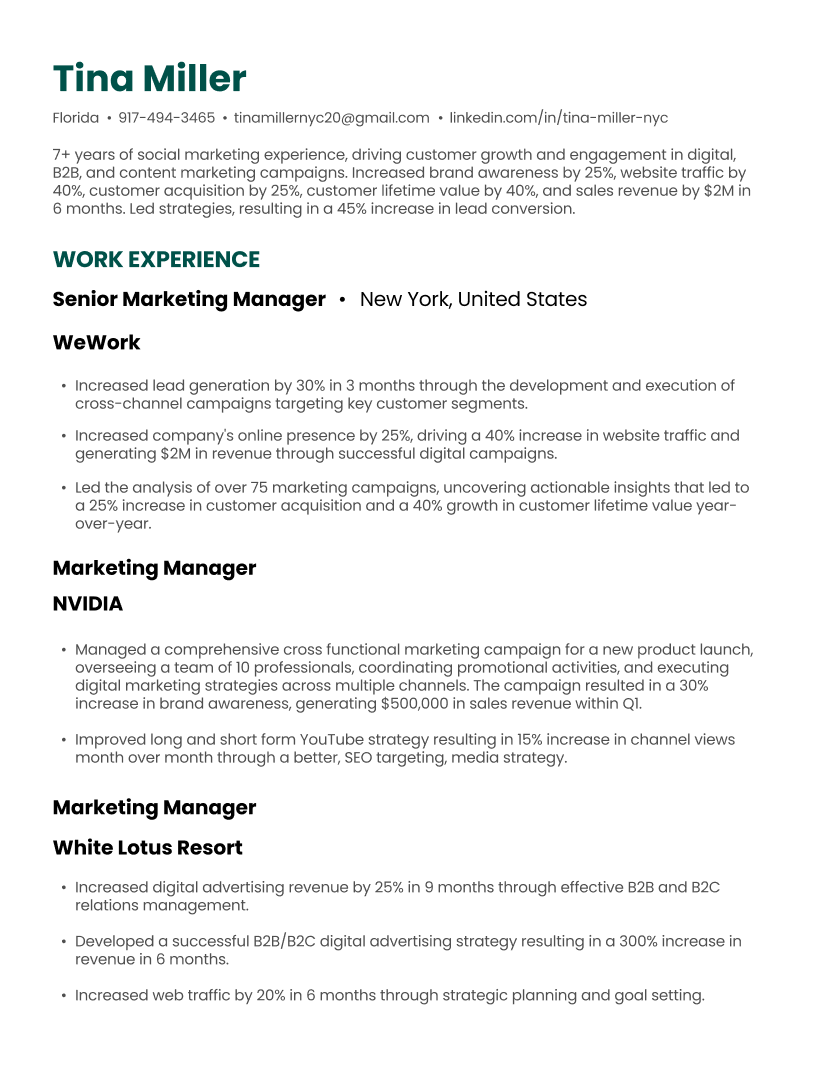 Tina Miller
Florida • 917-494-3465 • tinamillernyc20@gmail.com • linkedin.com/in/tina-miller-nyc
7+ years of social marketing experience, driving customer growth and engagement in digital,
B2B, and content marketing campaigns. Increased brand awareness by 25%, website traffic by
40%, customer acquisition by 25%, customer lifetime value by 40%, and sales revenue by $2M in
6 months. Led strategies, resulting in a 45% increase in lead conversion.
WORK EXPERIENCE
Senior Marketing Manager • New York, United States
WeWork
• Increased lead generation by 30% in 3 months through the development and execution of
cross-channel campaigns targeting key customer segments.
• Increased company's online presence by 25%, driving a 40% increase in website traffic and
generating $2M in revenue through successful digital campaigns.
• Led the analysis of over 75 marketing campaigns, uncovering actionable insights that led to
a 25% increase in customer acquisition and a 40% growth in customer lifetime value year-
over-year.
Marketing Manager
NVIDIA
• Managed a comprehensive cross functional marketing campaign for a new product launch,
overseeing a team of 10 professionals, coordinating promotional activities, and executing
digital marketing strategies across multiple channels. The campaign resulted in a 30%
increase in brand awareness, generating $500,000 in sales revenue within Q1.
• Improved long and short form YouTube strategy resulting in 15% increase in channel views
month over month through a better, SEO targeting, media strategy.
Marketing Manager
White Lotus Resort
• Increased digital advertising revenue by 25% in 9 months through effective B2B and B2C
relations management.
• Developed a successful B2B/B2C digital advertising strategy resulting in a 300% increase in
revenue in 6 months.
• Increased web traffic by 20% in 6 months through strategic planning and goal setting.